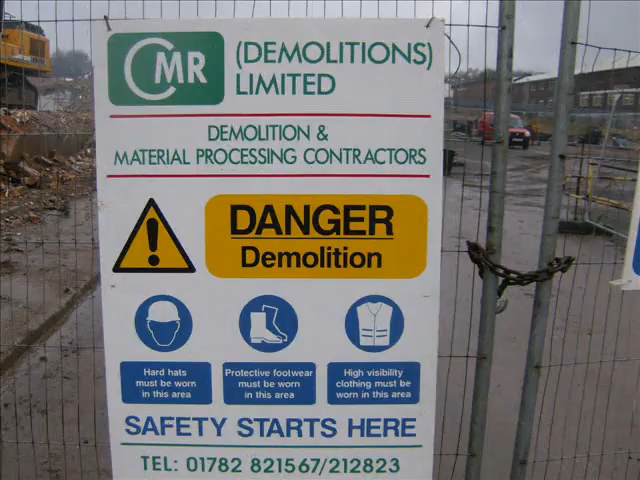 CMR (DEMOLITIONS)
LIMITED
DEMOLITION &
MATERIAL PROCESSING CONTRACTORS
DANGER
Demolition
Hard hats
must be worn
in this area
Protective footwear
must be worn
in this area
High visibility
clothing must be
worn in this area
SAFETY STARTS HERE
TEL: 01782 821567/212823